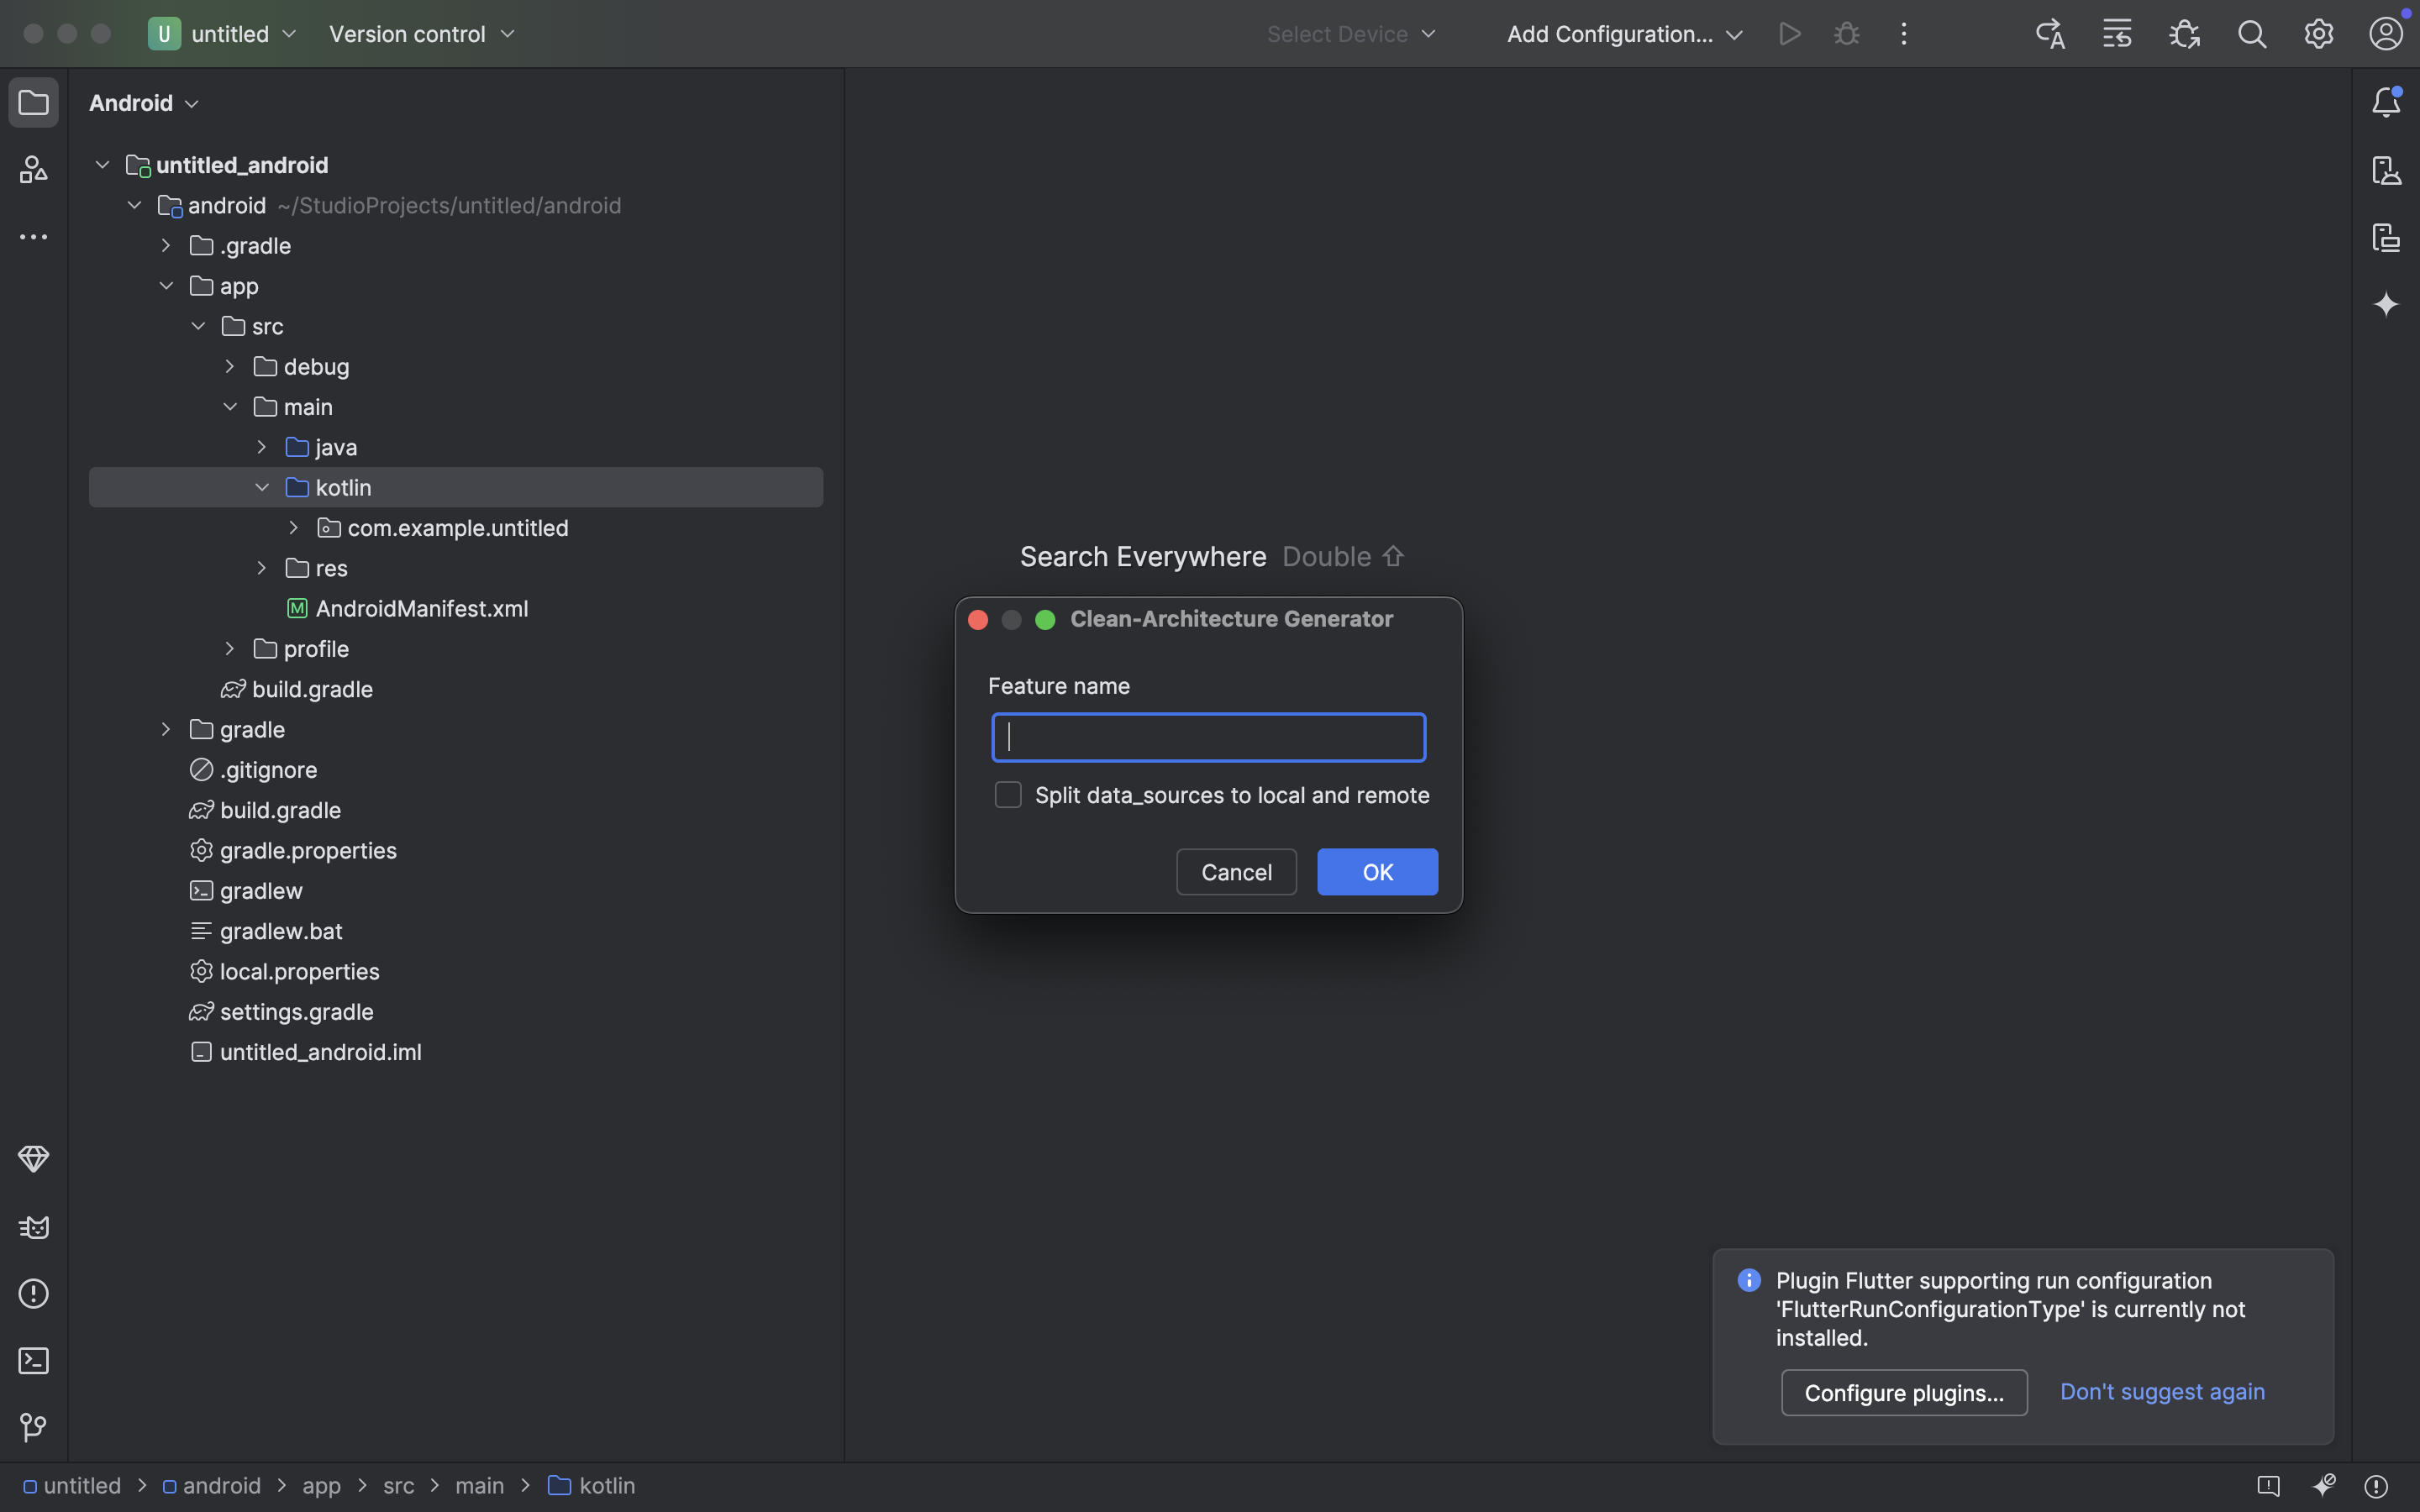 U untitled
Version control
Select Device
Add Configuration...
Android
untitled_android
android ~/StudioProjects/untitled/android
.gradle
app
src
debug
main
java
kotlin
com.example.untitled
res
AndroidManifest.xml
profile
build.gradle
gradle
.gitignore
build.gradle
gradle.properties
gradlew
gradlew.bat
local.properties
settings.gradle
untitled_android.iml
Search Everywhere Double ⇧
Clean-Architecture Generator
Feature name
Split data_sources to local and remote
Cancel
OK
Plugin Flutter supporting run configuration
'FlutterRunConfigurationType' is currently not
installed.
Configure plugins...
Don't suggest again
untitled > android > app > src > main > kotlin